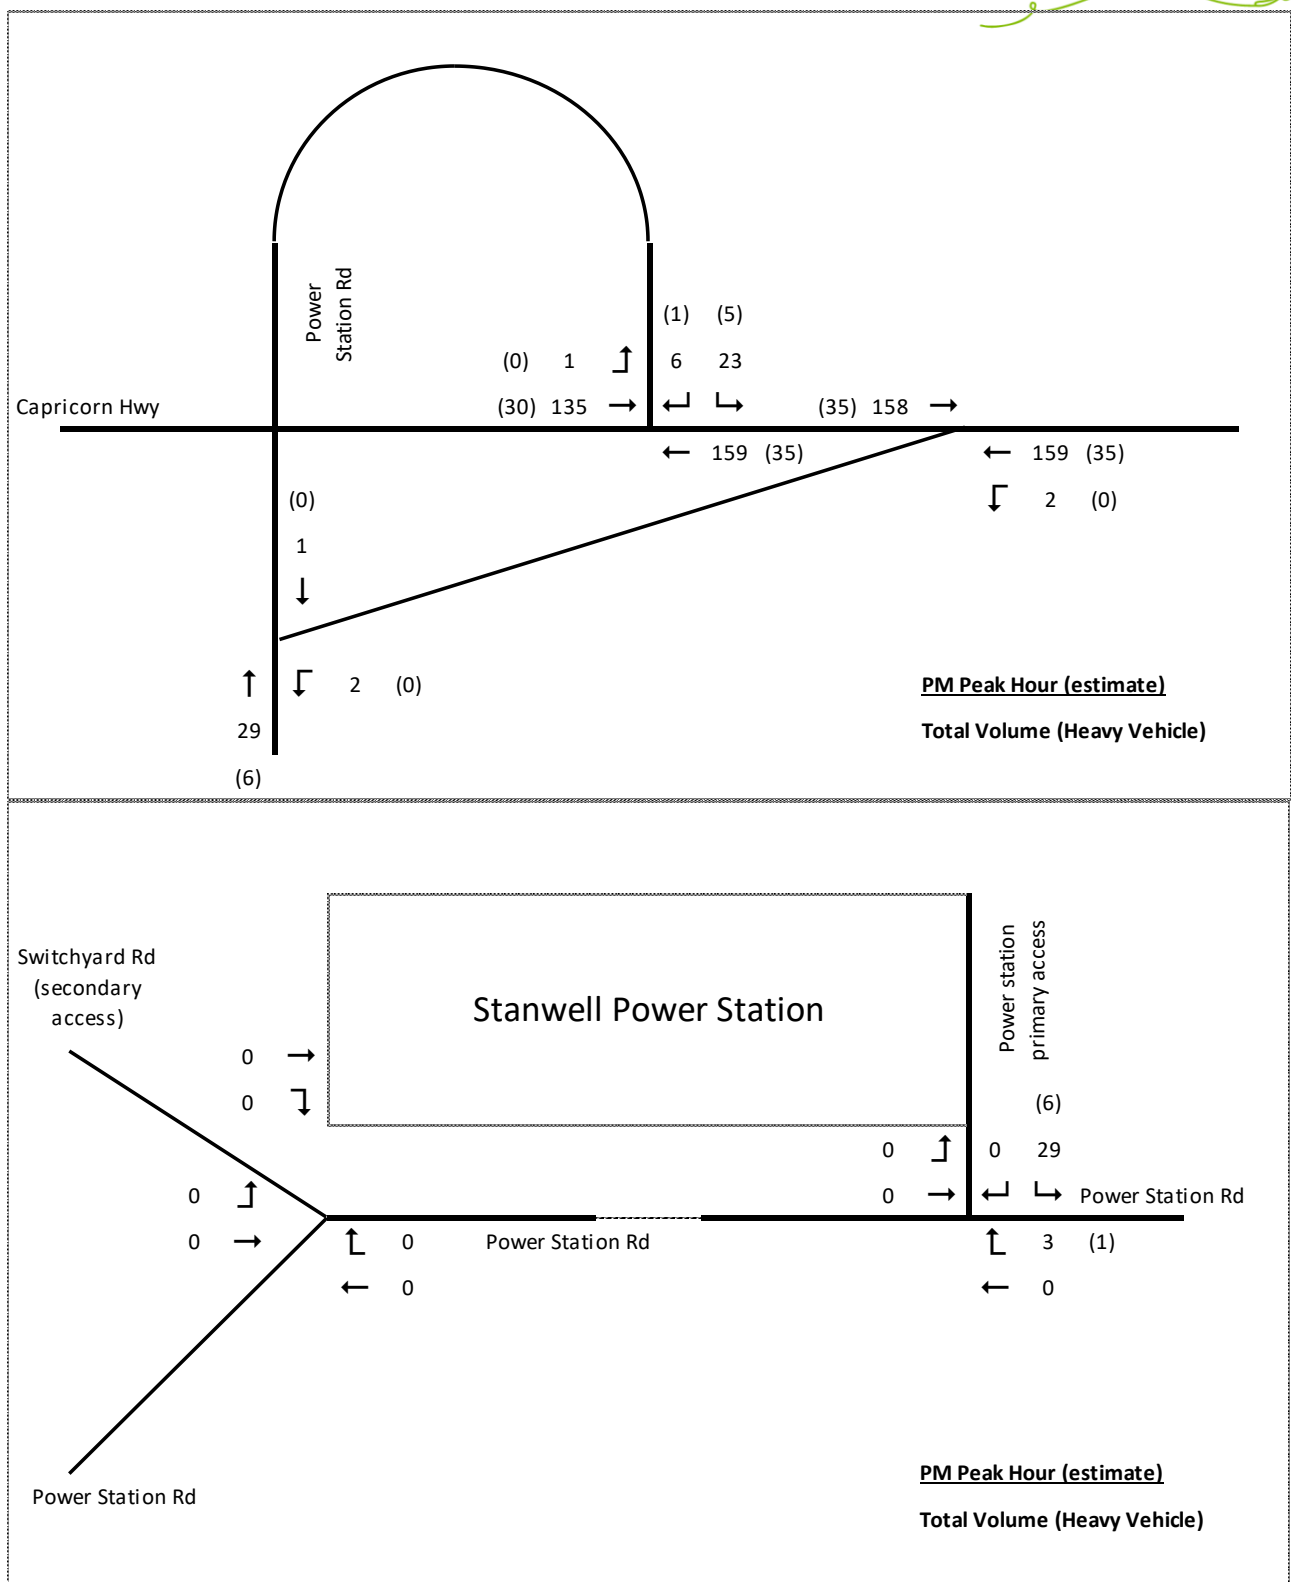 Power
Station Rd
(1) (5)
(0) 1 6 23
Capricorn Hwy (30) 135 (35) 158
159 (35) 159 (35)
(0) 2 (0)
1
2 (0) PM Peak Hour (estimate)
29 Total Volume (Heavy Vehicle)
(6)
Switchyard Rd
(secondary
access)
Stanwell Power Station
Power station
primary access
0
0 (6)
0 0 29
0 0 Power Station Rd
0 0 Power Station Rd 3 (1)
0 0
PM Peak Hour (estimate)
Power Station Rd
Total Volume (Heavy Vehicle)